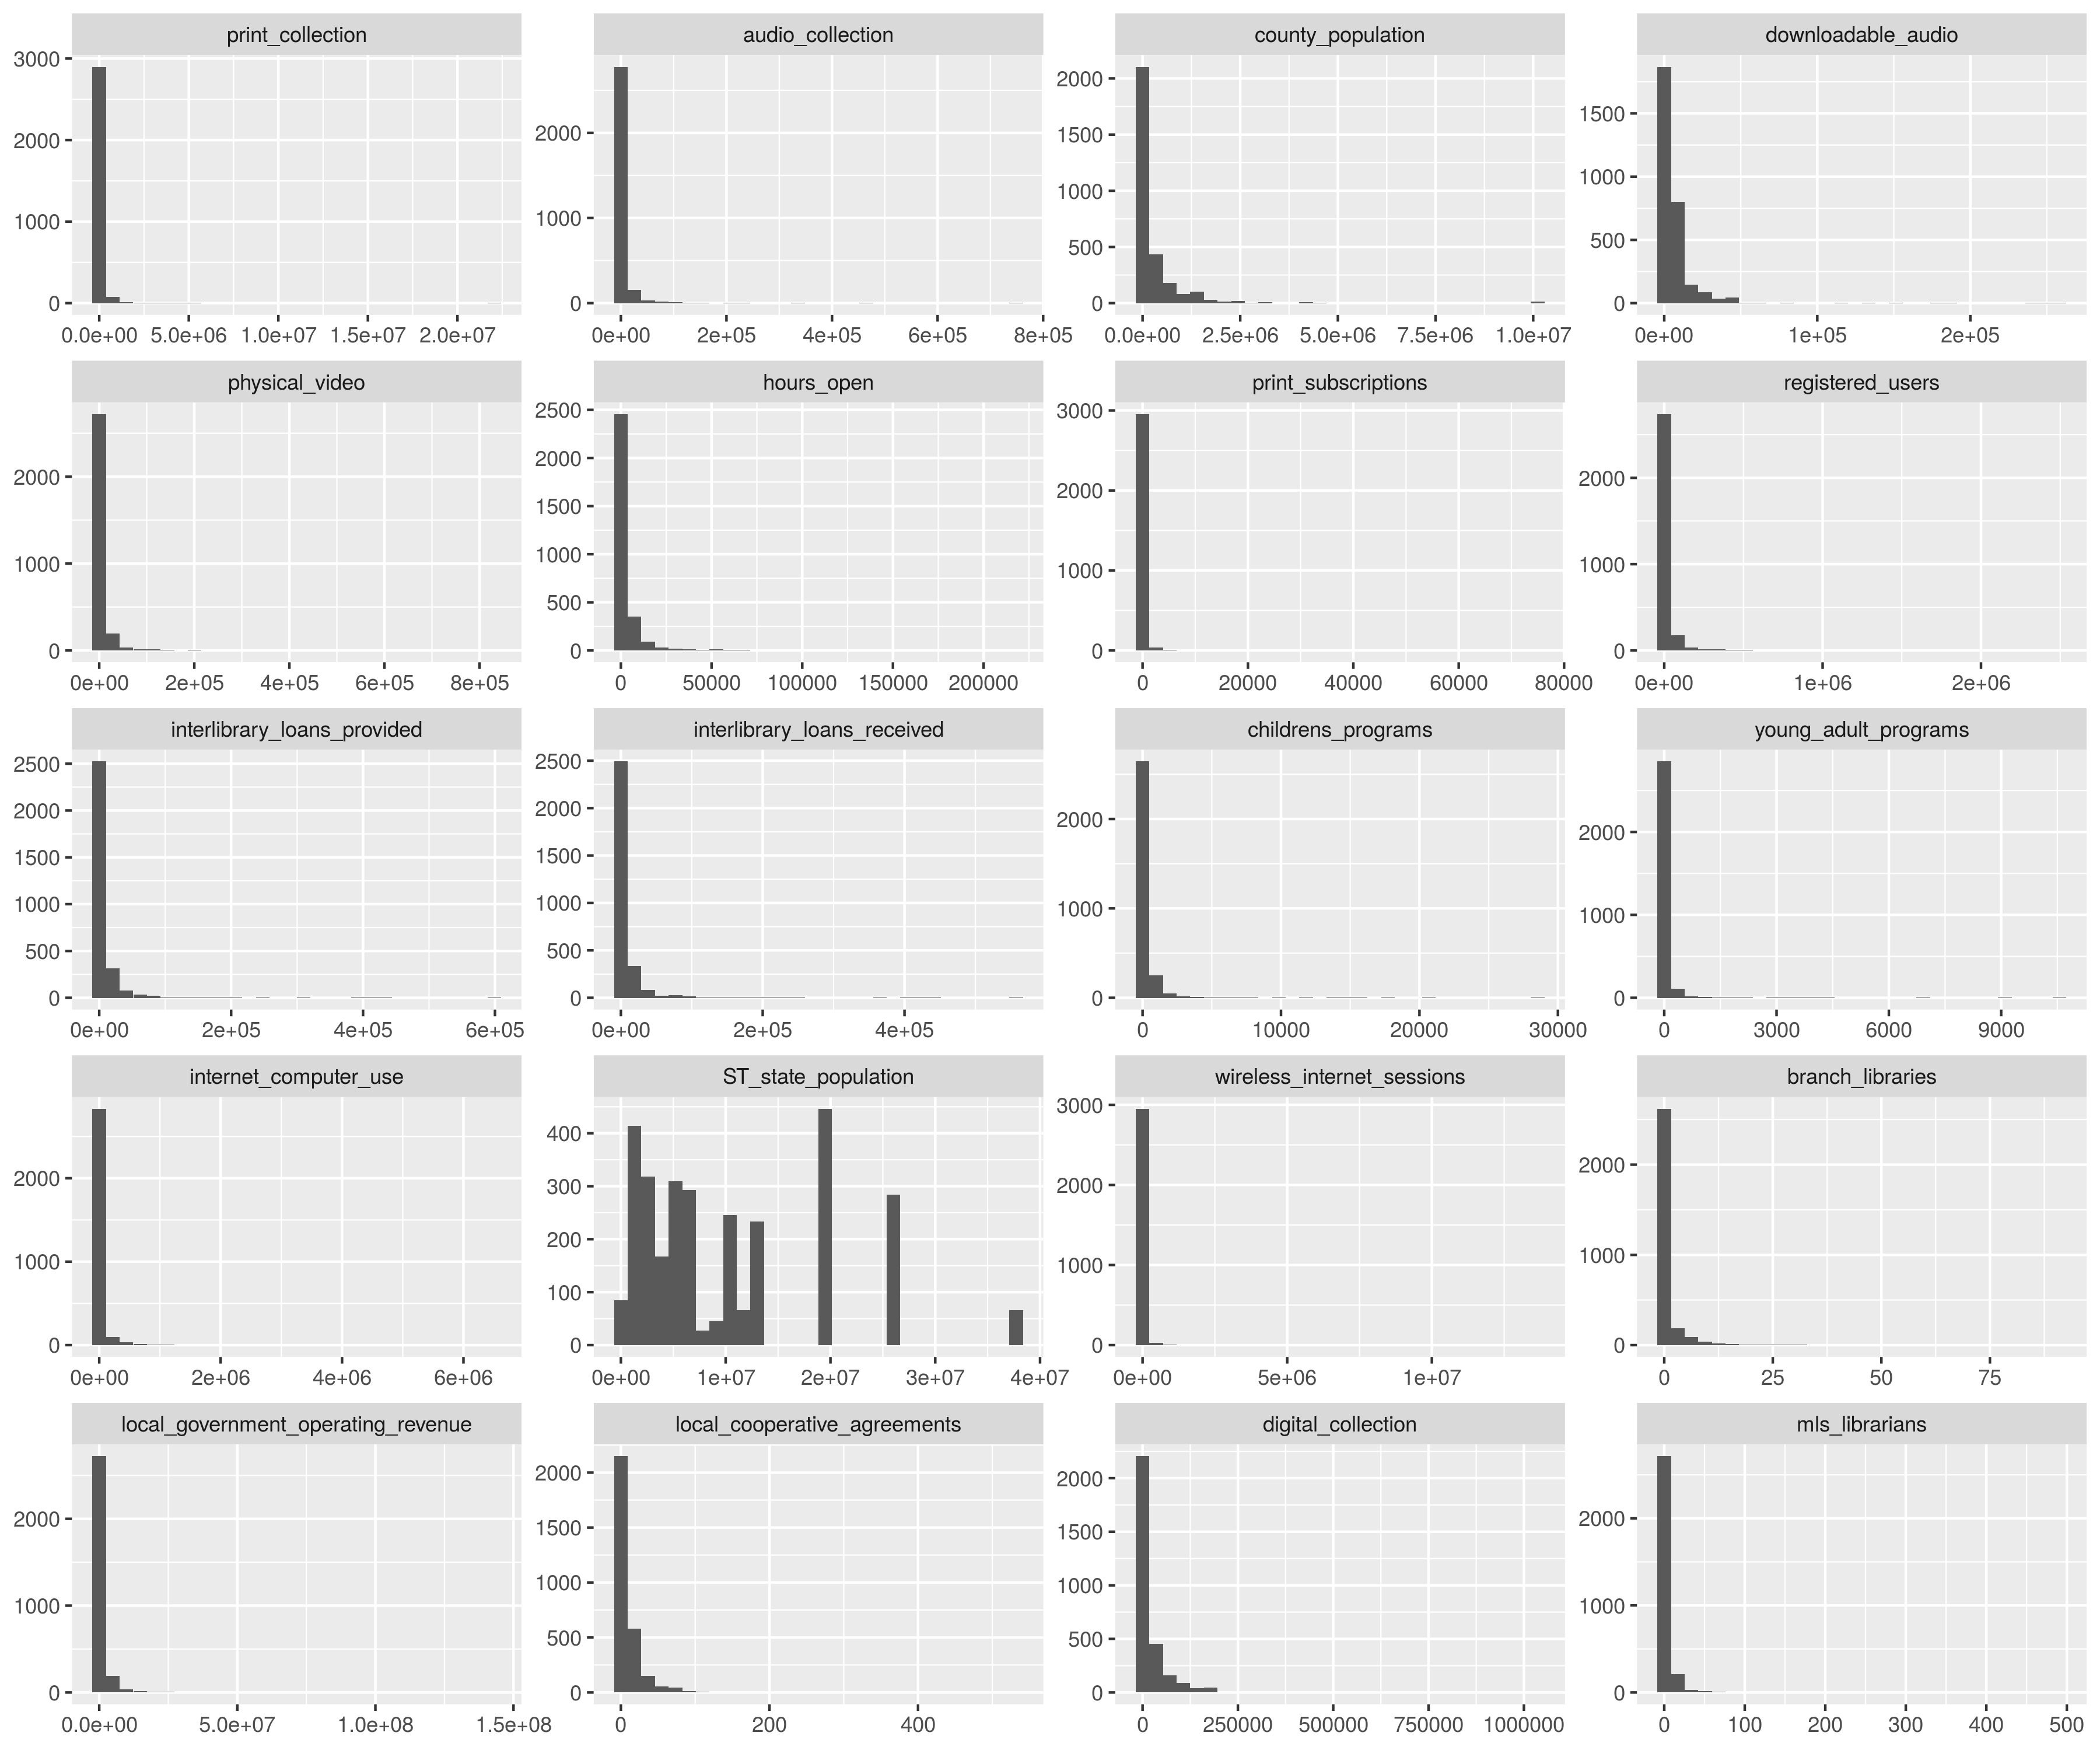 print_collection
audio_collection
county_population
downloadable_audio
3000
2000
1000
0
2000
1000
0
2000
1500
1000
500
0
1500
1000
500
0
0.0e+00 5.0e+06 1.0e+07 1.5e+07 2.0e+07
0e+00 2e+05 4e+05 6e+05 8e+05
0.0e+00 2.5e+06 5.0e+06 7.5e+06 1.0e+07
0e+00 1e+05 2e+05
physical_video
hours_open
print_subscriptions
registered_users
2000
1000
0
2500
2000
1500
1000
500
0
3000
2000
1000
0
2000
1000
0
0e+00 2e+05 4e+05 6e+05 8e+05
0 50000 100000 150000 200000
0 20000 40000 60000 80000
0e+00 1e+06 2e+06
interlibrary_loans_provided
interlibrary_loans_received
childrens_programs
young_adult_programs
2500
2000
1500
1000
500
0
2500
2000
1500
1000
500
0
2000
1000
0
2000
1000
0
0e+00 2e+05 4e+05 6e+05
0e+00 2e+05 4e+05
0 10000 20000 30000
0 3000 6000 9000
internet_computer_use
ST_state_population
wireless_internet_sessions
branch_libraries
2000
1000
0
400
300
200
100
0
3000
2000
1000
0
2000
1000
0
0e+00 2e+06 4e+06 6e+06
0e+00 1e+07 2e+07 3e+07 4e+07
0e+00 5e+06 1e+07
0 25 50 75
local_government_operating_revenue
local_cooperative_agreements
digital_collection
mls_librarians
2000
1000
0
2000
1500
1000
500
0
2000
1500
1000
500
0
2000
1000
0
0.0e+00 5.0e+07 1.0e+08 1.5e+08
0 200 400
0 250000 500000 750000 1000000
0 100 200 300 400 500